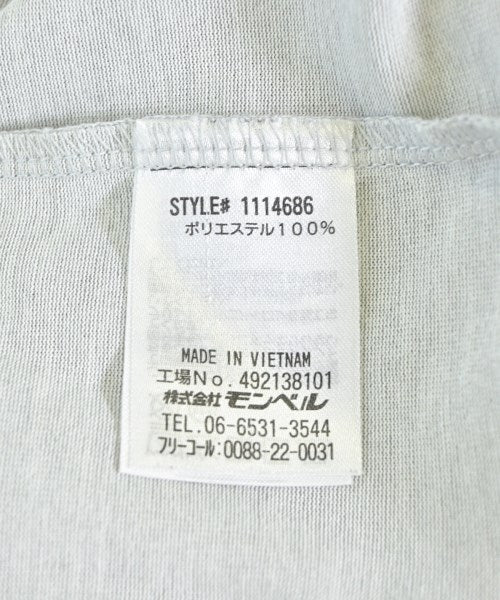 STYLE# 1114686
ポリエステル100%
MADE IN VIETNAM
工場No.492138101
株式会社 モンベル
TEL.06-6531-3544
フリーコール:0088-22-0031